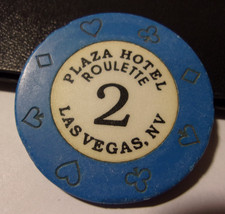 PLAZA HOTEL
ROULETTE
2
LAS VEGAS, NV